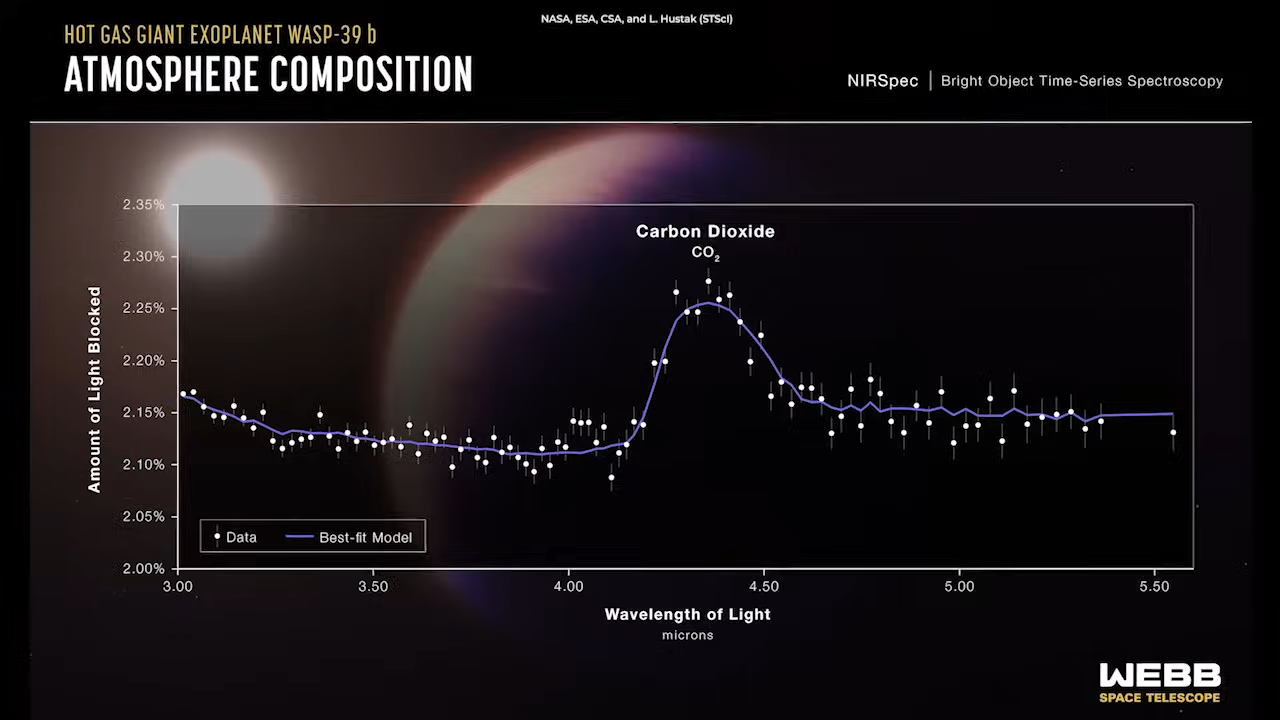 NASA, ESA, CSA, and L. Hustak (STScI)
HOT GAS GIANT EXOPLANET WASP-39 b
ATMOSPHERE COMPOSITION
NIRSpec | Bright Object Time-Series Spectroscopy
Carbon Dioxide
CO₂
2.35%
2.30%
2.25%
2.20%
2.15%
2.10%
2.05%
2.00%
Amount of Light Blocked
Data
Best-fit Model
3.00 3.50 4.00 4.50 5.00 5.50
Wavelength of Light
microns
WEBB
SPACE TELESCOPE